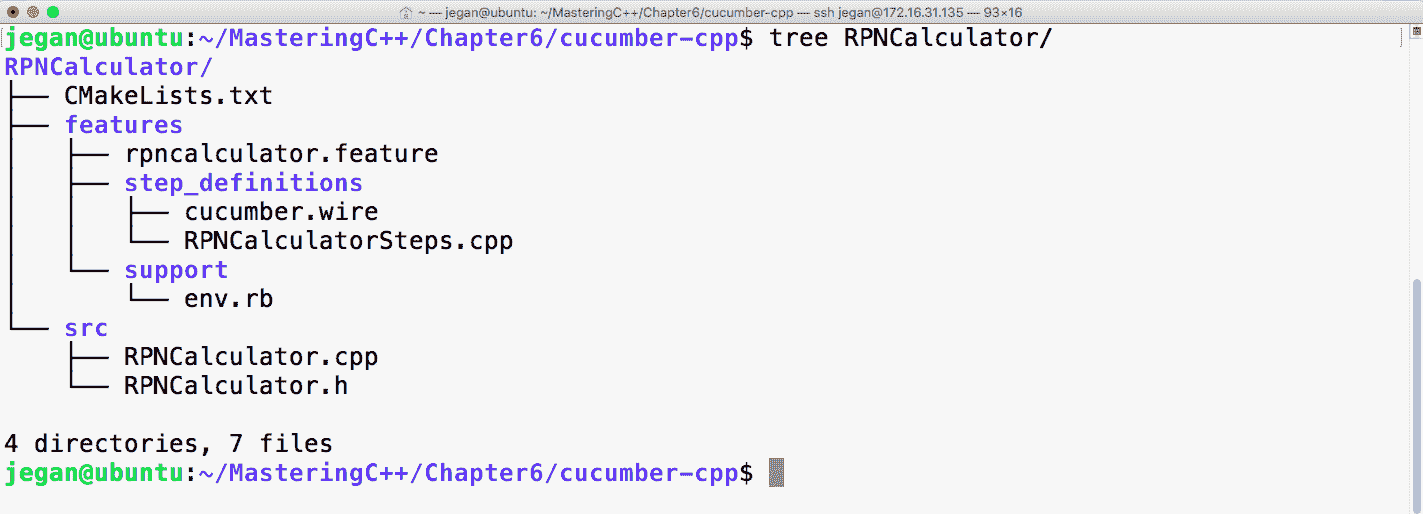 ~ — jegan@ubuntu: ~/MasteringC++/Chapter6/cucumber-cpp — ssh jegan@172.16.31.135 — 93×16
jegan@ubuntu:~/MasteringC++/Chapter6/cucumber-cpp$ tree RPNCalculator/
RPNCalculator/
├── CMakeLists.txt
├── features
│   ├── rpncalculator.feature
│   ├── step_definitions
│   │   ├── cucumber.wire
│   │   └── RPNCalculatorSteps.cpp
│   └── support
│       └── env.rb
└── src
    ├── RPNCalculator.cpp
    └── RPNCalculator.h
4 directories, 7 files
jegan@ubuntu:~/MasteringC++/Chapter6/cucumber-cpp$